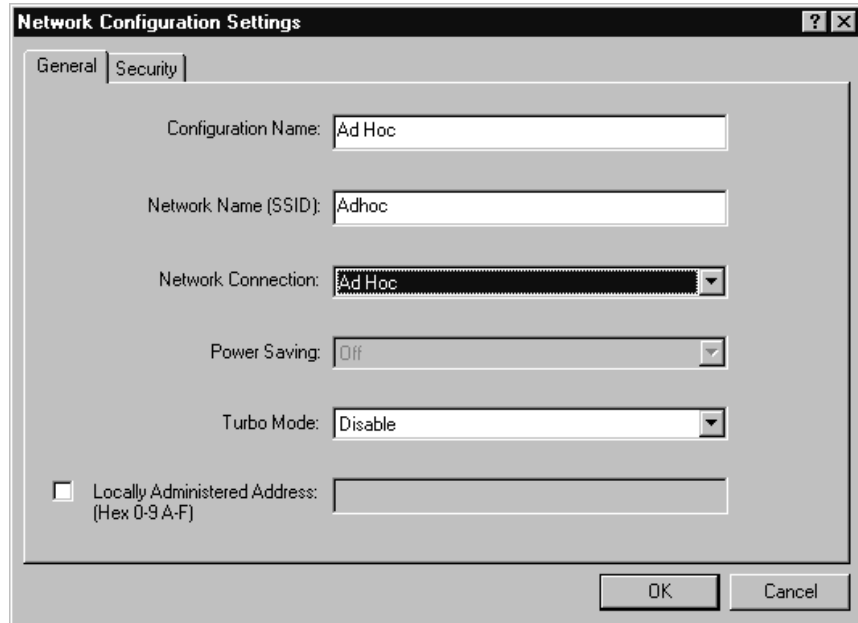 Network Configuration Settings
General Security
Configuration Name: Ad Hoc
Network Name (SSID): Adhoc
Network Connection: Ad Hoc
Power Saving: Off
Turbo Mode: Disable
Locally Administered Address:
(Hex 0-9 A-F)
OK Cancel